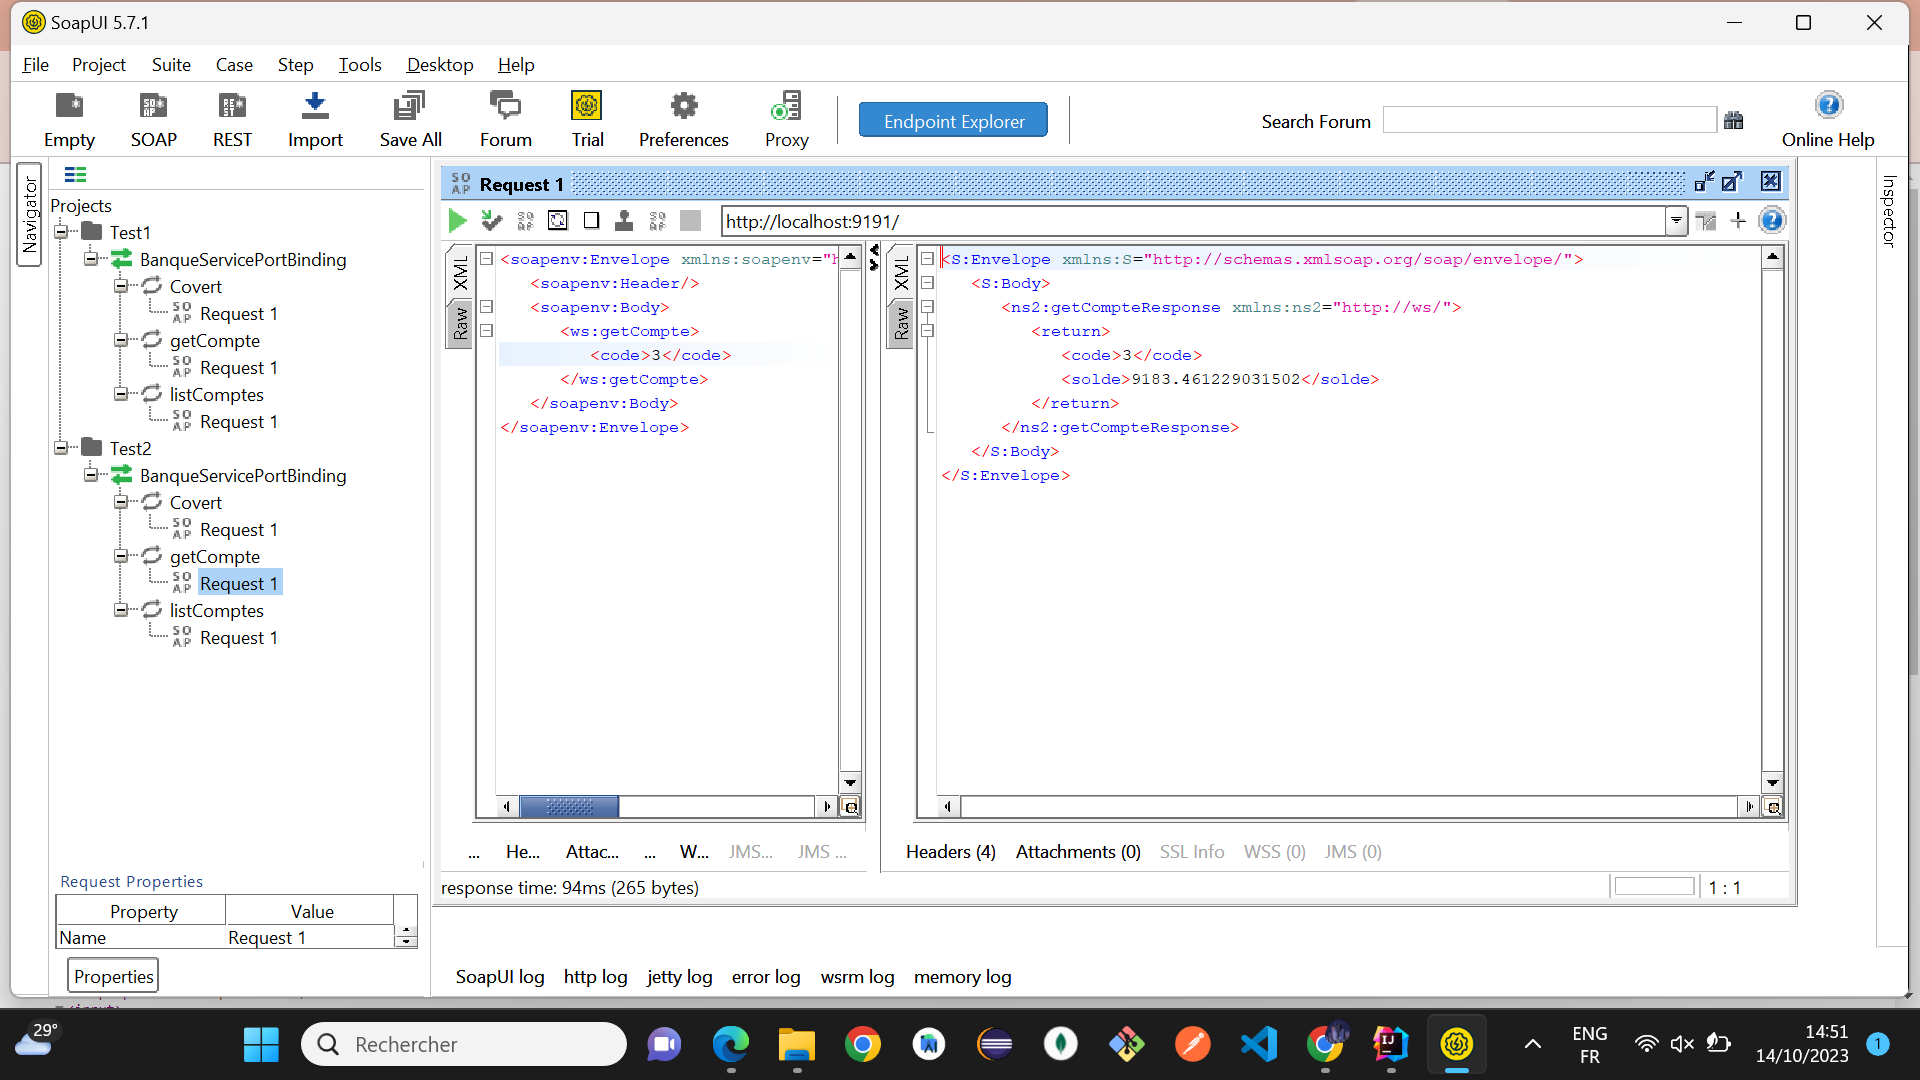 SoapUI 5.7.1
File Project Suite Case Step Tools Desktop Help
Empty SOAP REST Import Save All Forum Trial Preferences Proxy Endpoint Explorer Search Forum Online Help
Navigator
Inspector
Projects
Test1
BanqueServicePortBinding
Covert
Request 1
getCompte
Request 1
listComptes
Request 1
Test2
BanqueServicePortBinding
Covert
Request 1
getCompte
Request 1
listComptes
Request 1
Request Properties
Property Value
Name Request 1
Properties
Request 1
http://localhost:9191/
XML
Raw
<soapenv:Envelope xmlns:soapenv="h
<soapenv:Header/>
<soapenv:Body>
<ws:getCompte>
<code>3</code>
</ws:getCompte>
</soapenv:Body>
</soapenv:Envelope>
XML
Raw
<S:Envelope xmlns:S="http://schemas.xmlsoap.org/soap/envelope/">
<S:Body>
<ns2:getCompteResponse xmlns:ns2="http://ws/">
<return>
<code>3</code>
<solde>9183.461229031502</solde>
</return>
</ns2:getCompteResponse>
</S:Body>
</S:Envelope>
... He... Attac... ... W... JMS... JMS ...
Headers (4) Attachments (0) SSL Info WSS (0) JMS (0)
response time: 94ms (265 bytes)
1 : 1
SoapUI log http log jetty log error log wsrm log memory log
29°
Rechercher
ENG
FR
14:51
14/10/2023
1